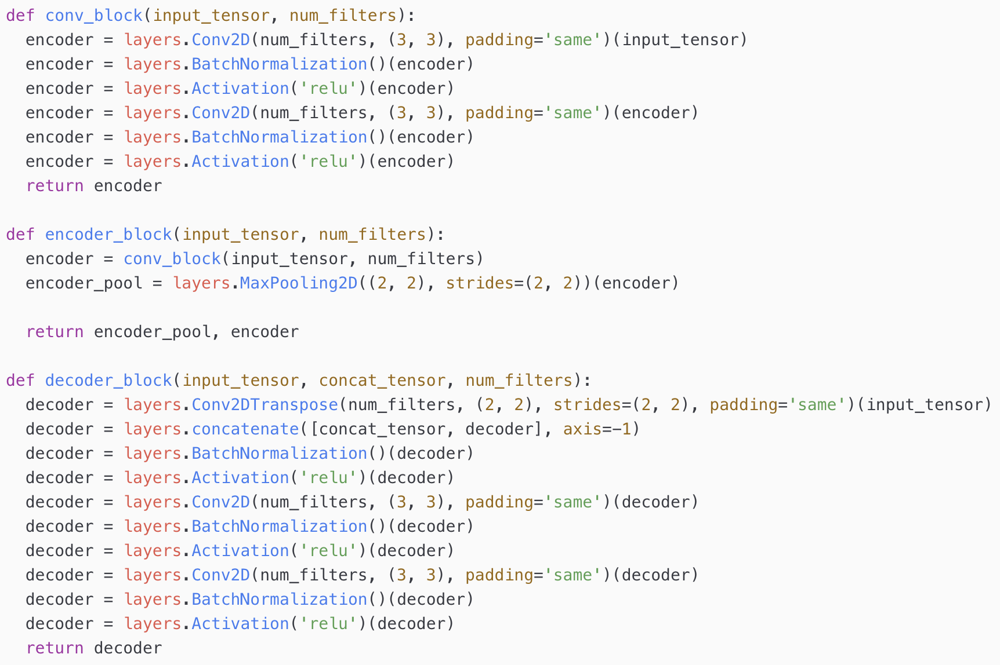 def conv_block(input_tensor, num_filters):
  encoder = layers.Conv2D(num_filters, (3, 3), padding='same')(input_tensor)
  encoder = layers.BatchNormalization()(encoder)
  encoder = layers.Activation('relu')(encoder)
  encoder = layers.Conv2D(num_filters, (3, 3), padding='same')(encoder)
  encoder = layers.BatchNormalization()(encoder)
  encoder = layers.Activation('relu')(encoder)
  return encoder

def encoder_block(input_tensor, num_filters):
  encoder = conv_block(input_tensor, num_filters)
  encoder_pool = layers.MaxPooling2D((2, 2), strides=(2, 2))(encoder)

  return encoder_pool, encoder

def decoder_block(input_tensor, concat_tensor, num_filters):
  decoder = layers.Conv2DTranspose(num_filters, (2, 2), strides=(2, 2), padding='same')(input_tensor)
  decoder = layers.concatenate([concat_tensor, decoder], axis=-1)
  decoder = layers.BatchNormalization()(decoder)
  decoder = layers.Activation('relu')(decoder)
  decoder = layers.Conv2D(num_filters, (3, 3), padding='same')(decoder)
  decoder = layers.BatchNormalization()(decoder)
  decoder = layers.Activation('relu')(decoder)
  decoder = layers.Conv2D(num_filters, (3, 3), padding='same')(decoder)
  decoder = layers.BatchNormalization()(decoder)
  decoder = layers.Activation('relu')(decoder)
  return decoder